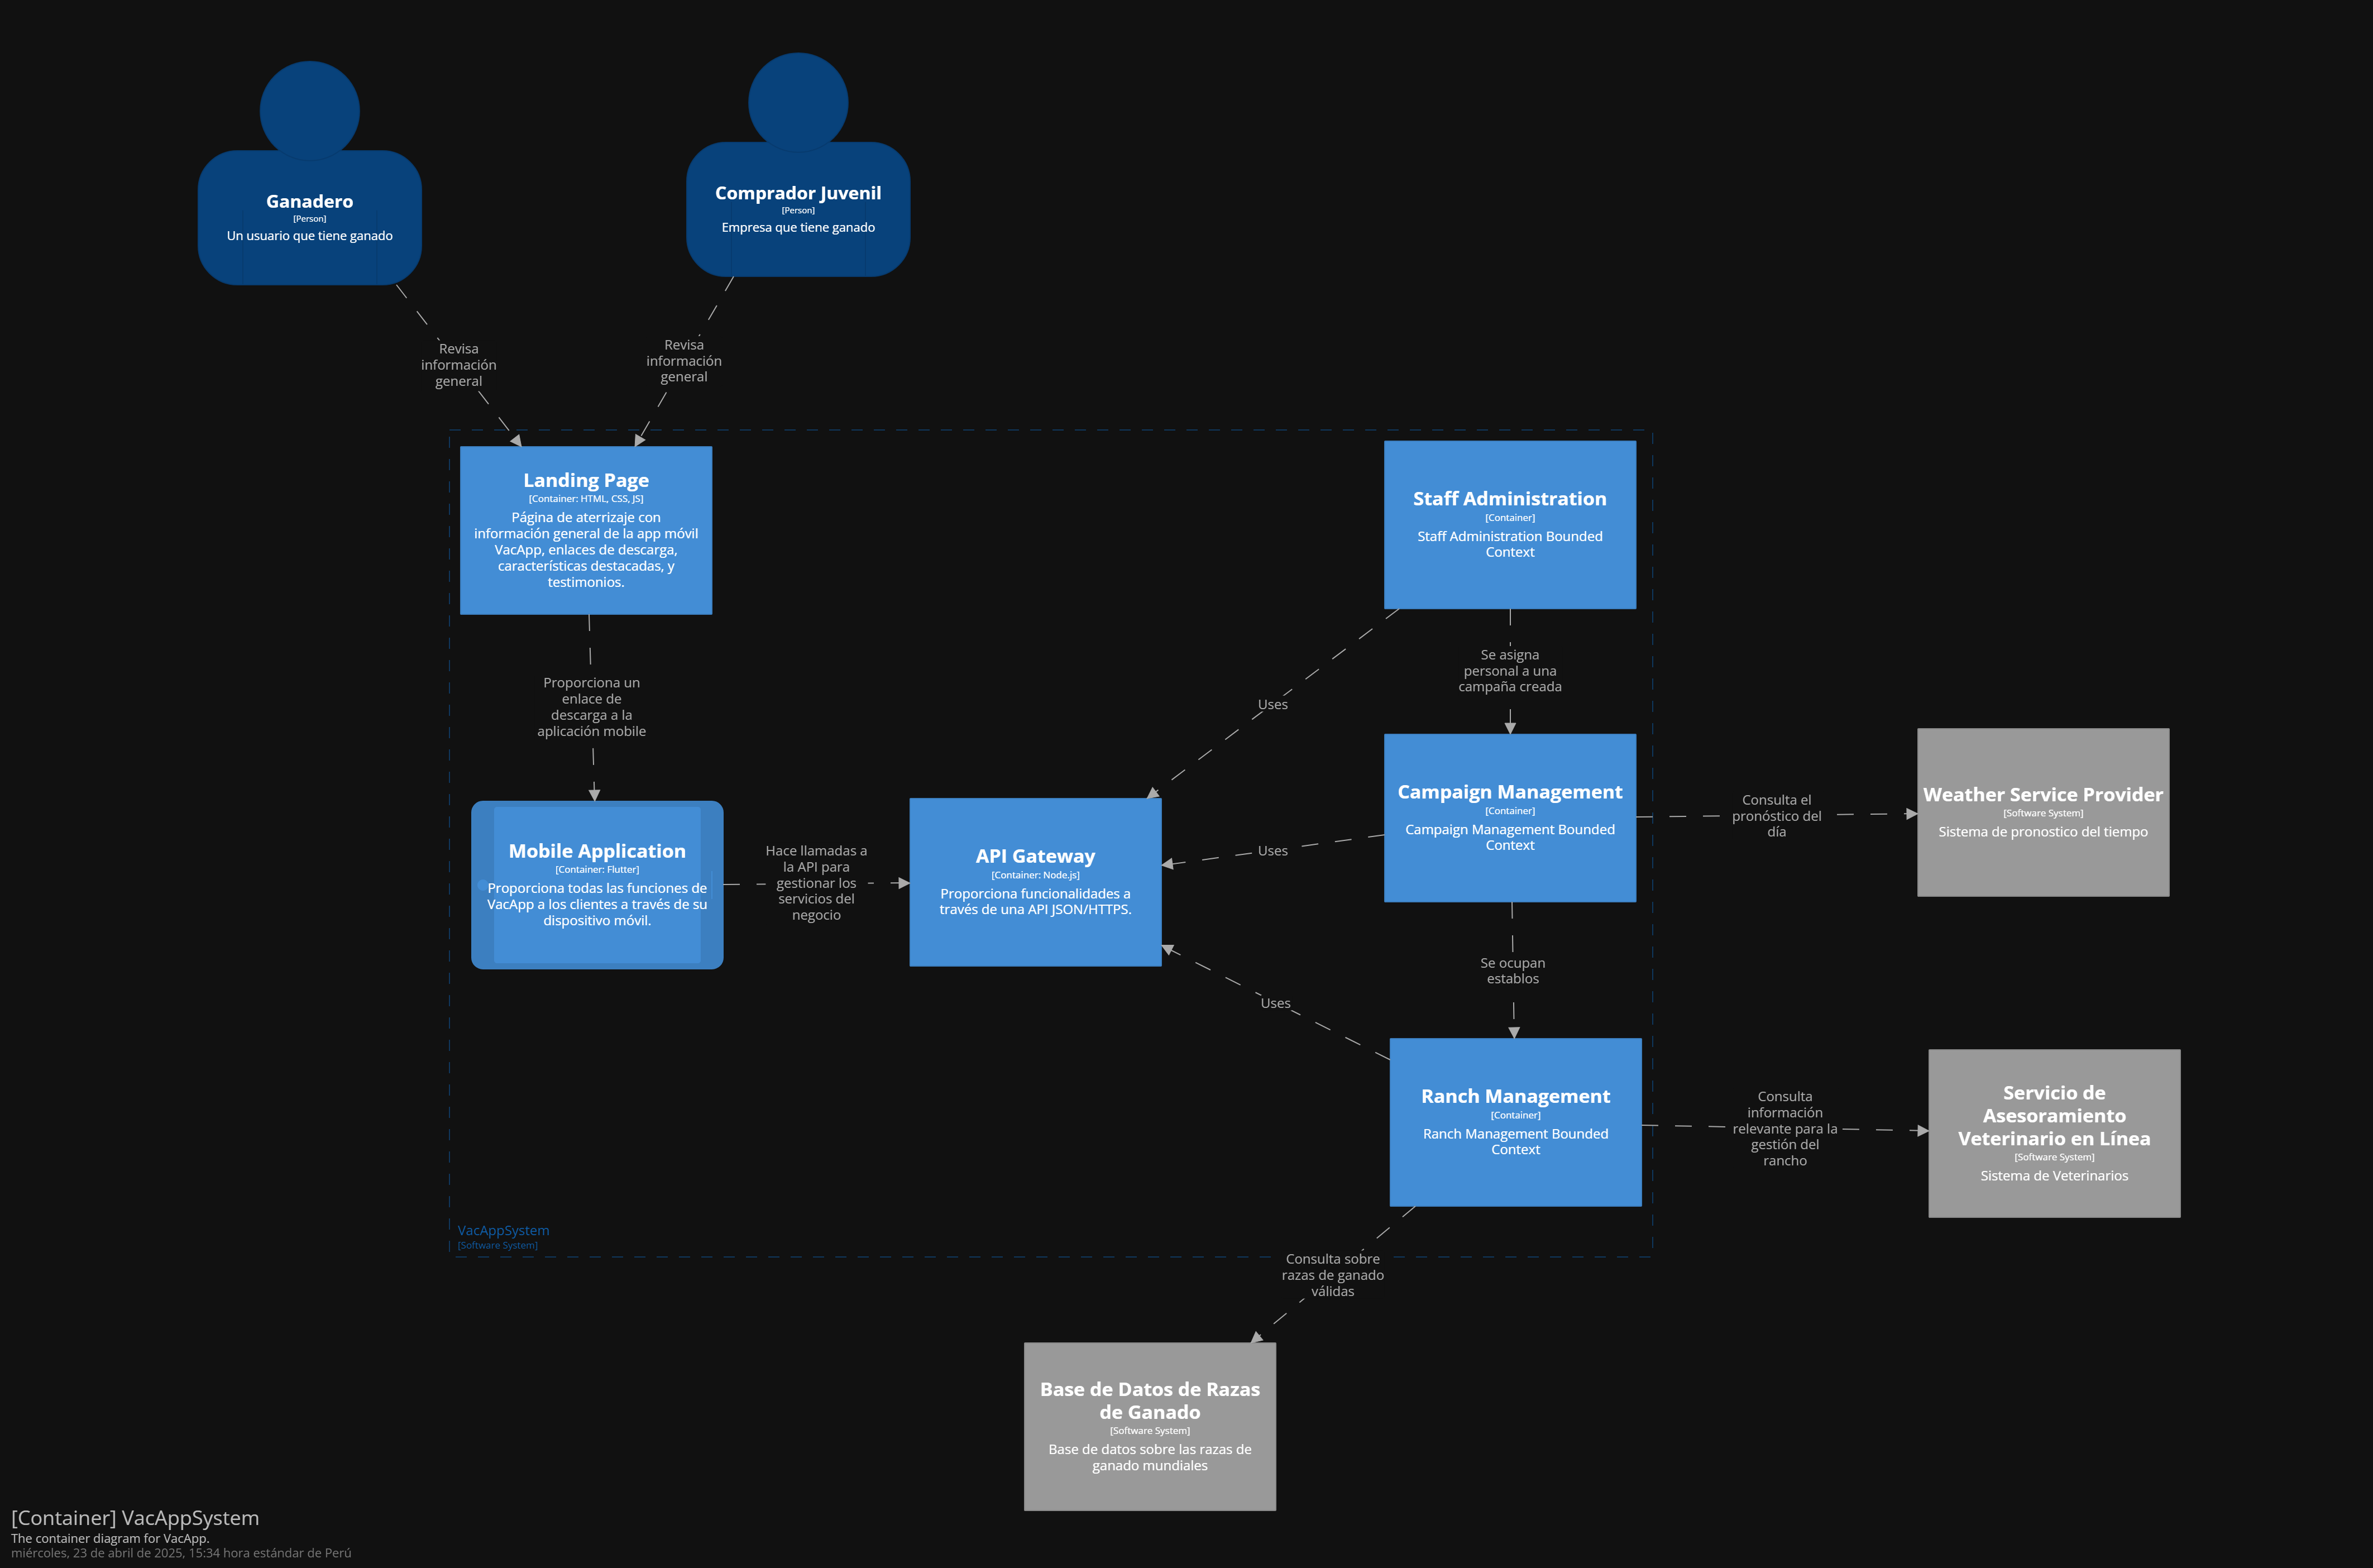 Ganadero
[Person]
Un usuario que tiene ganado
Comprador Juvenil
[Person]
Empresa que tiene ganado
Revisa
información
general
Revisa
información
general
Landing Page
[Container: HTML, CSS, JS]
Página de aterrizaje con
información general de la app móvil
VacApp, enlaces de descarga,
características destacadas, y
testimonios.
Staff Administration
[Container]
Staff Administration Bounded
Context
Proporciona un
enlace de
descarga a la
aplicación mobile
Uses
Se asigna
personal a una
campaña creada
Mobile Application
[Container: Flutter]
Proporciona todas las funciones de
VacApp a los clientes a través de su
dispositivo móvil.
Hace llamadas a
la API para
gestionar los
servicios del
negocio
API Gateway
[Container: Node.js]
Proporciona funcionalidades a
través de una API JSON/HTTPS.
Uses
Campaign Management
[Container]
Campaign Management Bounded
Context
Consulta el
pronóstico del
día
Weather Service Provider
[Software System]
Sistema de pronostico del tiempo
Uses
Se ocupan
establos
Ranch Management
[Container]
Ranch Management Bounded
Context
Consulta
información
relevante para la
gestión del
rancho
Servicio de
Asesoramiento
Veterinario en Línea
[Software System]
Sistema de Veterinarios
VacAppSystem
[Software System]
Consulta sobre
razas de ganado
válidas
Base de Datos de Razas
de Ganado
[Software System]
Base de datos sobre las razas de
ganado mundiales
[Container] VacAppSystem
The container diagram for VacApp.
miércoles, 23 de abril de 2025, 15:34 hora estándar de Perú